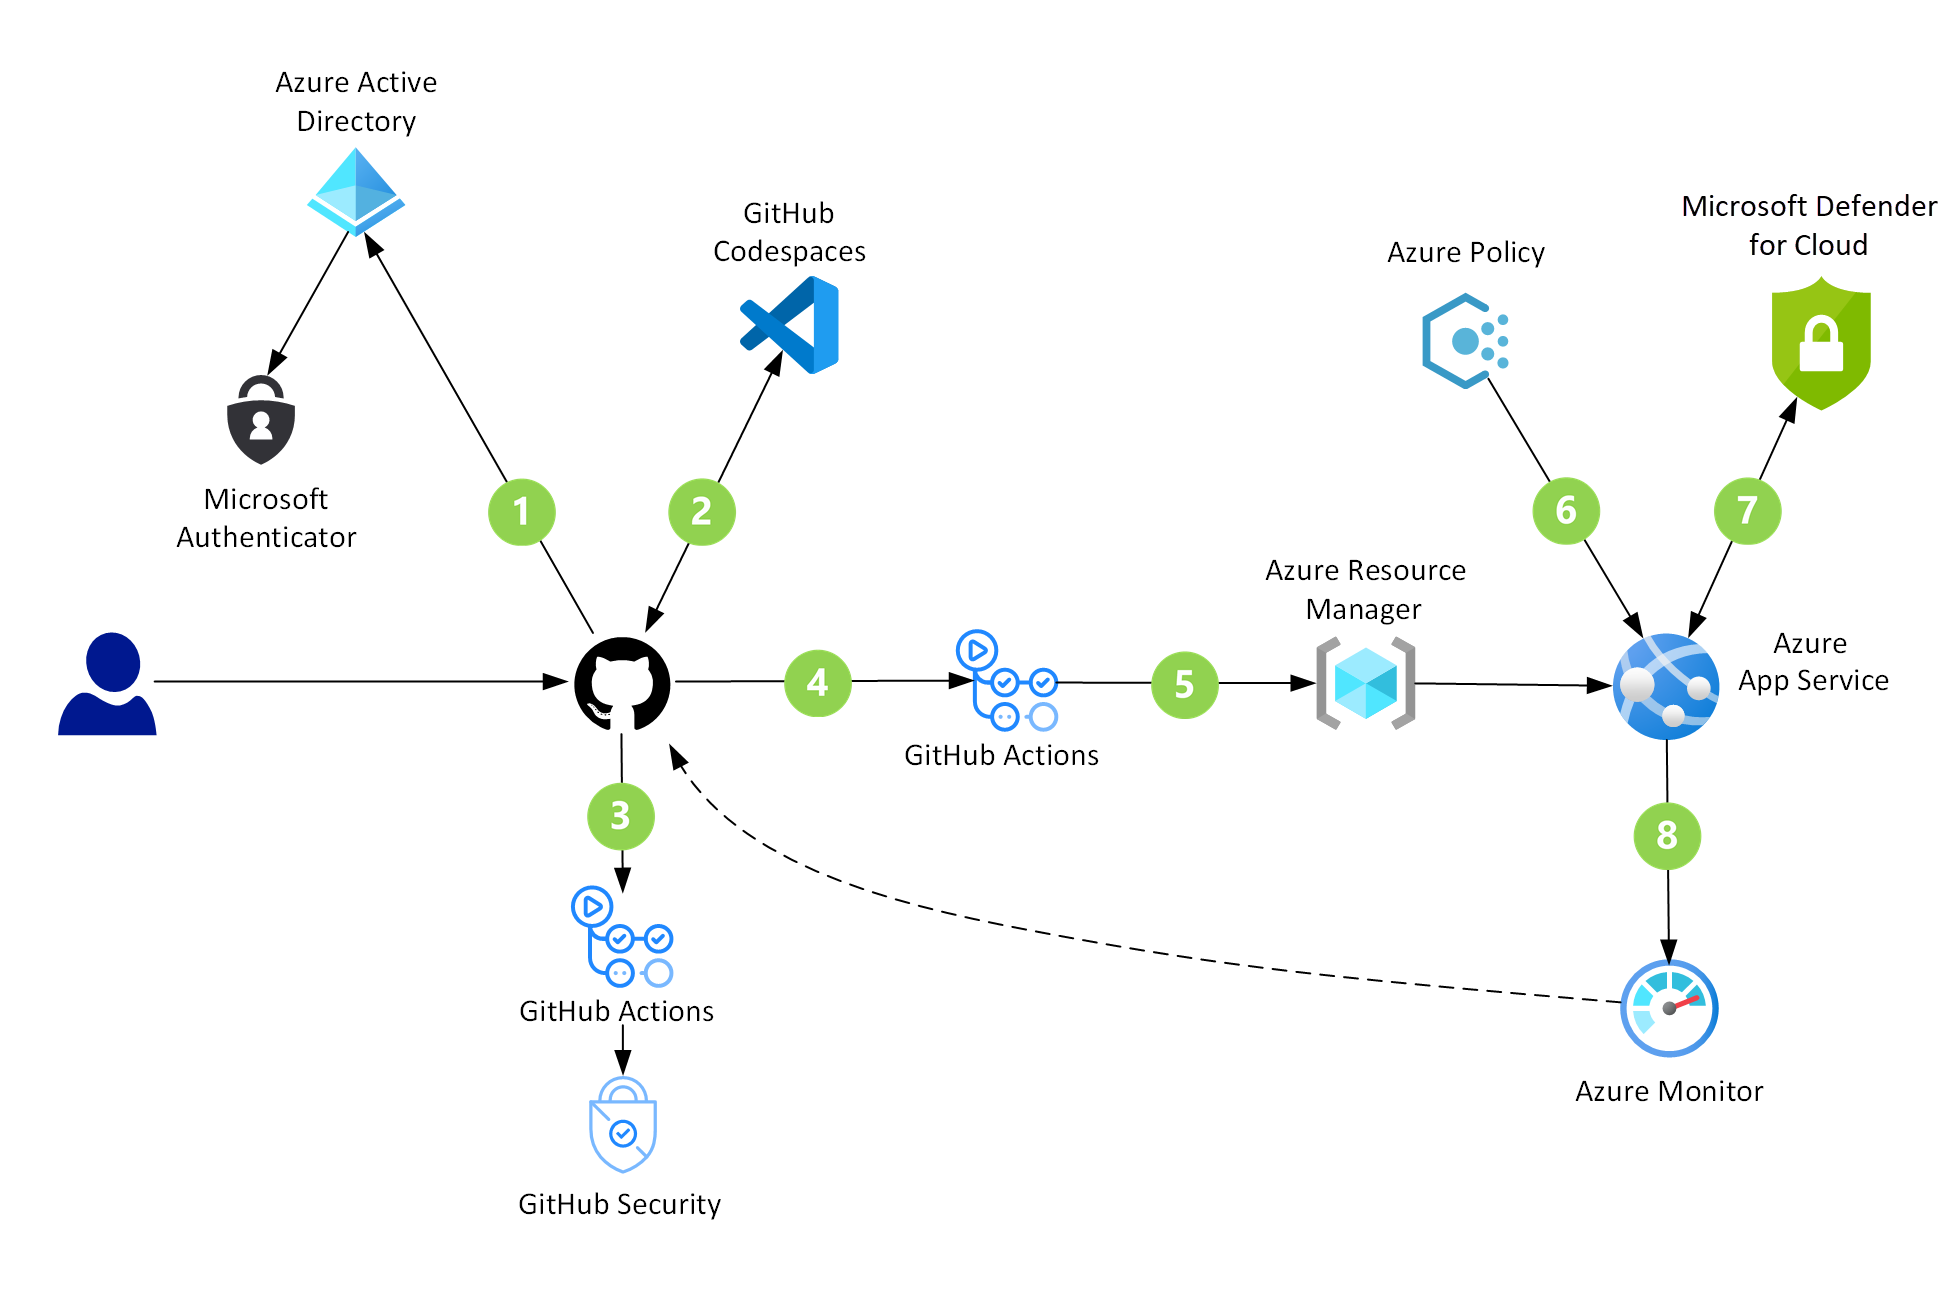 Azure Active
Directory
GitHub
Codespaces
Microsoft Defender
for Cloud
Azure Policy
Microsoft
Authenticator
1
2
6
7
Azure Resource
Manager
Azure
App Service
4
5
GitHub Actions
3
8
GitHub Actions
Azure Monitor
GitHub Security